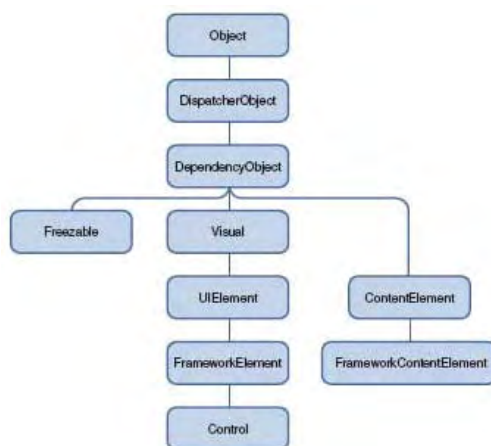 Object
DispatcherObject
DependencyObject
Freezable
Visual
UIElement
ContentElement
FrameworkElement
FrameworkContentElement
Control